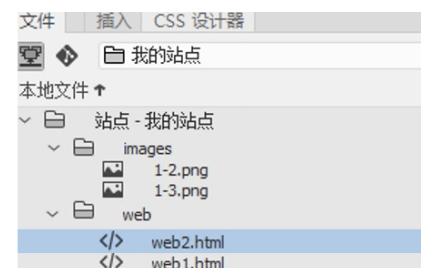 文件 插入 CSS 设计器
我的站点
本地文件
站点 - 我的站点
images
1-2.png
1-3.png
web
web2.html
web1.html